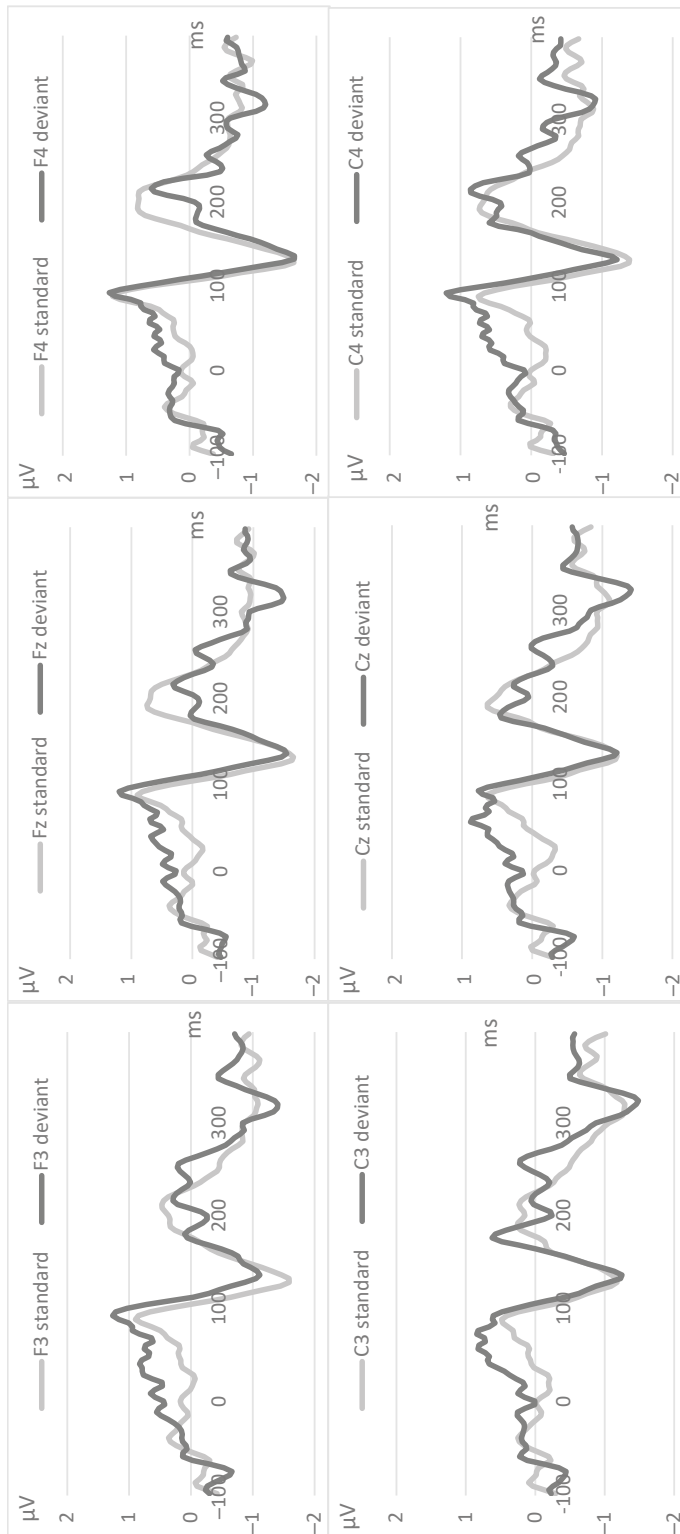 F3 standard F3 deviant
µV
2
1
0
-1
-2
-100 0 100 200 300 ms
Fz standard Fz deviant
µV
2
1
0
-1
-2
-100 0 100 200 300 ms
F4 standard F4 deviant
µV
2
1
0
-1
-2
-100 0 100 200 300 ms
C3 standard C3 deviant
µV
2
1
0
-1
-2
-100 0 100 200 300 ms
Cz standard Cz deviant
µV
2
1
0
-1
-2
-100 0 100 200 300 ms
C4 standard C4 deviant
µV
2
1
0
-1
-2
-100 0 100 200 300 ms